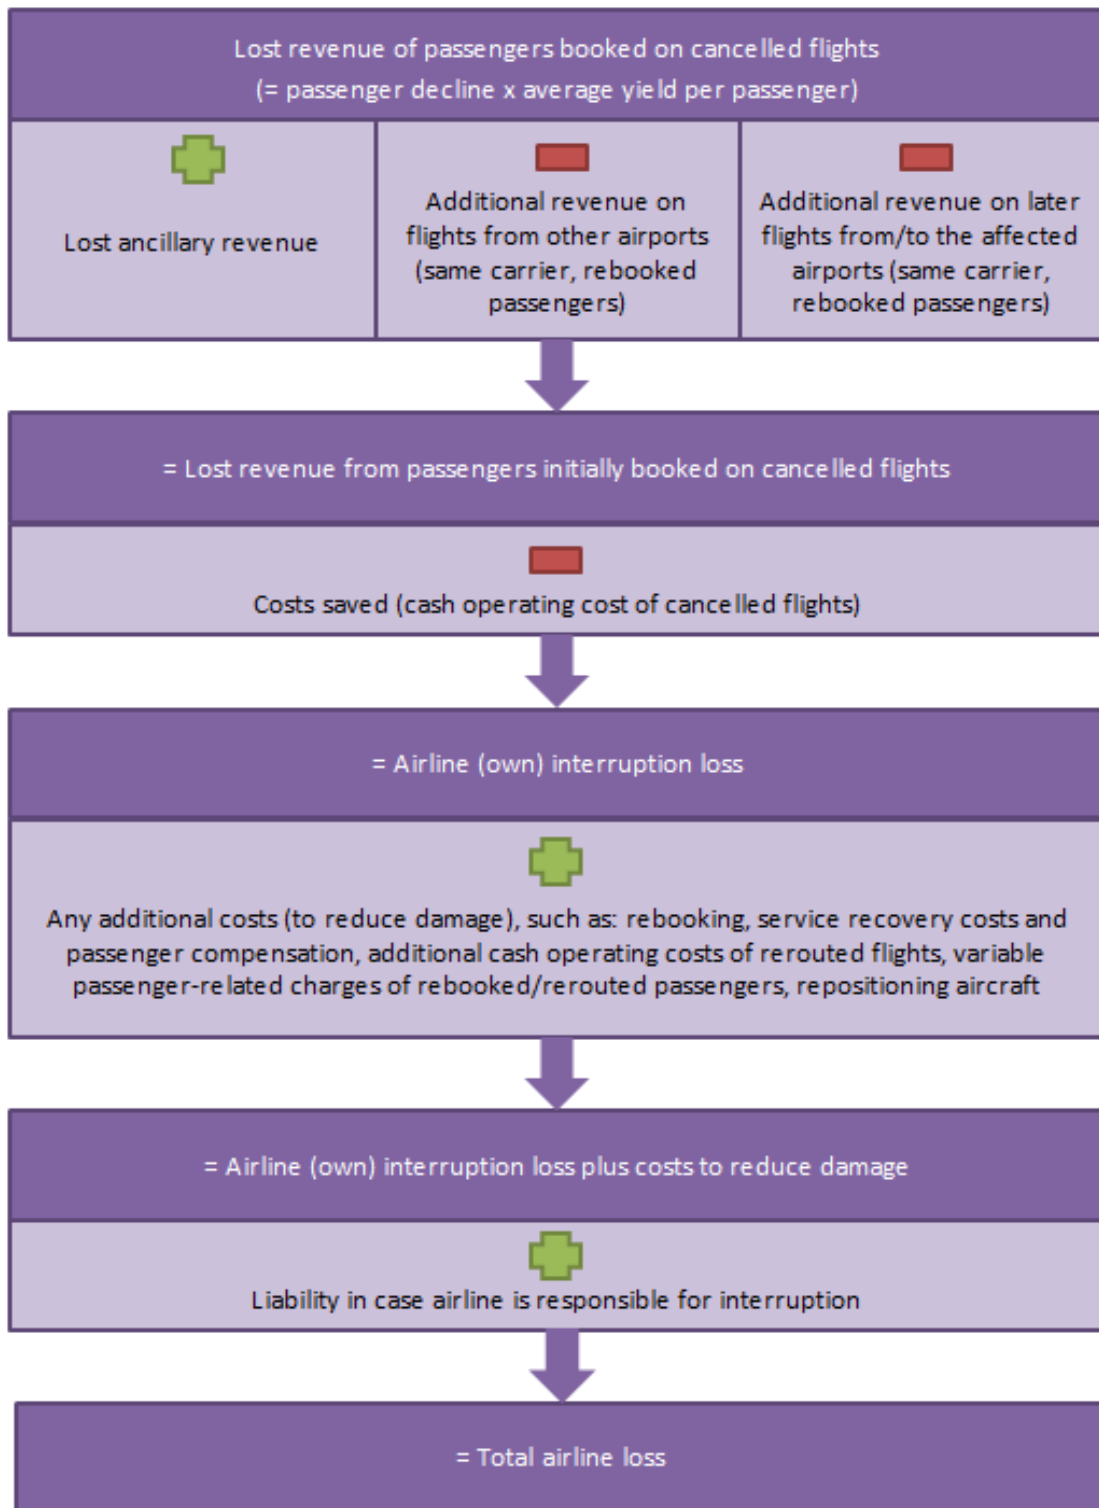 Lost revenue of passengers booked on cancelled flights
(= passenger decline x average yield per passenger)
Lost ancillary revenue
Additional revenue on
flights from other airports
(same carrier, rebooked
passengers)
Additional revenue on later
flights from/to the affected
airports (same carrier,
rebooked passengers)
= Lost revenue from passengers initially booked on cancelled flights
Costs saved (cash operating cost of cancelled flights)
= Airline (own) interruption loss
Any additional costs (to reduce damage), such as: rebooking, service recovery costs and
passenger compensation, additional cash operating costs of rerouted flights, variable
passenger-related charges of rebooked/rerouted passengers, repositioning aircraft
= Airline (own) interruption loss plus costs to reduce damage
Liability in case airline is responsible for interruption
= Total airline loss